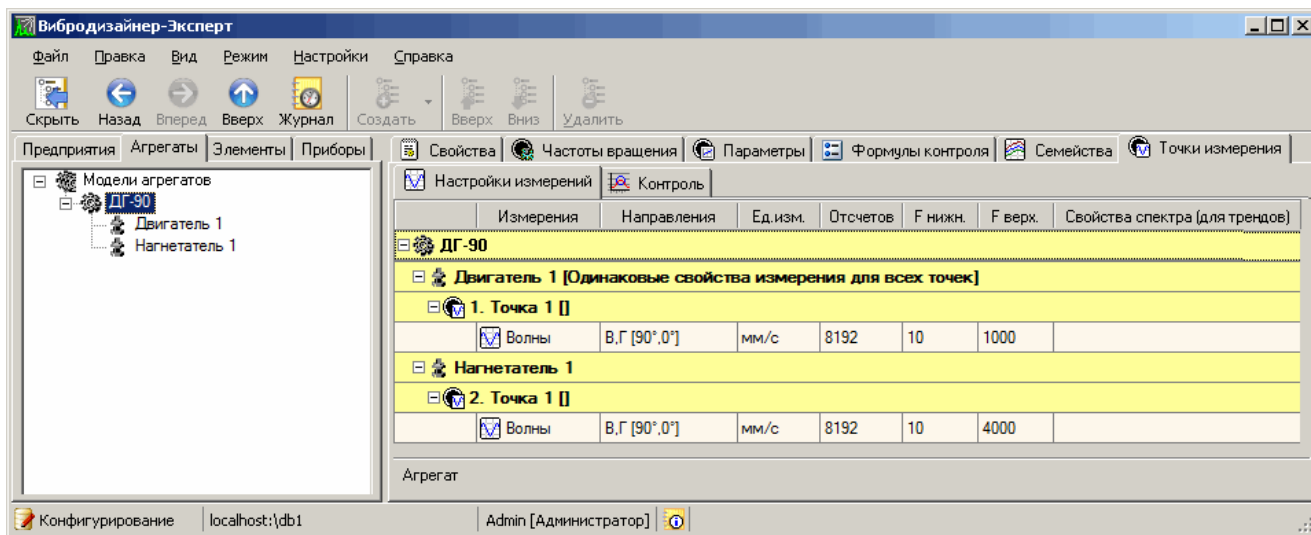 Вибродизайнер-Эксперт
Файл Правка Вид Режим Настройки Справка
Скрыть Назад Вперед Вверх Журнал Создать Вверх Вниз Удалить
Предприятия Агрегаты Элементы Приборы Свойства Частоты вращения Параметры Формулы контроля Семейства Точки измерения
Модели агрегатов
ДГ-90
Двигатель 1
Нагнетатель 1
Настройки измерений Контроль
Измерения Направления Ед.изм. Отсчетов F нижн. F верх. Свойства спектра (для трендов)
ДГ-90
Двигатель 1 [Одинаковые свойства измерения для всех точек]
1. Точка 1 []
Волны В,Г [90°,0°] мм/с 8192 10 1000
Нагнетатель 1
2. Точка 1 []
Волны В,Г [90°,0°] мм/с 8192 10 4000
Агрегат
Конфигурирование localhost:\db1 Admin [Администратор]